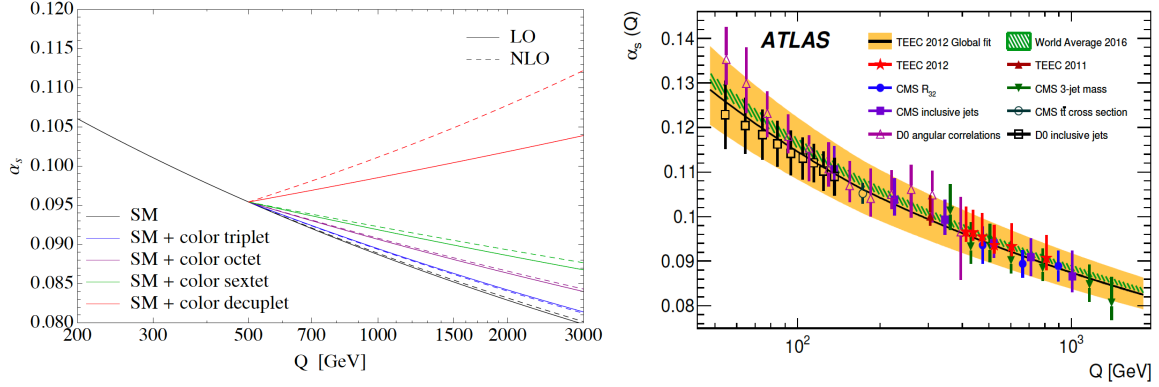 0.120
0.115
0.110
0.105
0.100
0.095
0.090
0.085
0.080
α_s
LO
NLO
SM
SM + color triplet
SM + color octet
SM + color sextet
SM + color decuplet
200 300 500 700 1000 1500 2000 3000
Q [GeV]
α_s (Q)
0.14
0.13
0.12
0.11
0.1
0.09
0.08
ATLAS
TEEC 2012 Global fit World Average 2016
TEEC 2012 TEEC 2011
CMS R_32 CMS 3-jet mass
CMS inclusive jets CMS tt̄ cross section
D0 angular correlations D0 inclusive jets
10² 10³
Q [GeV]